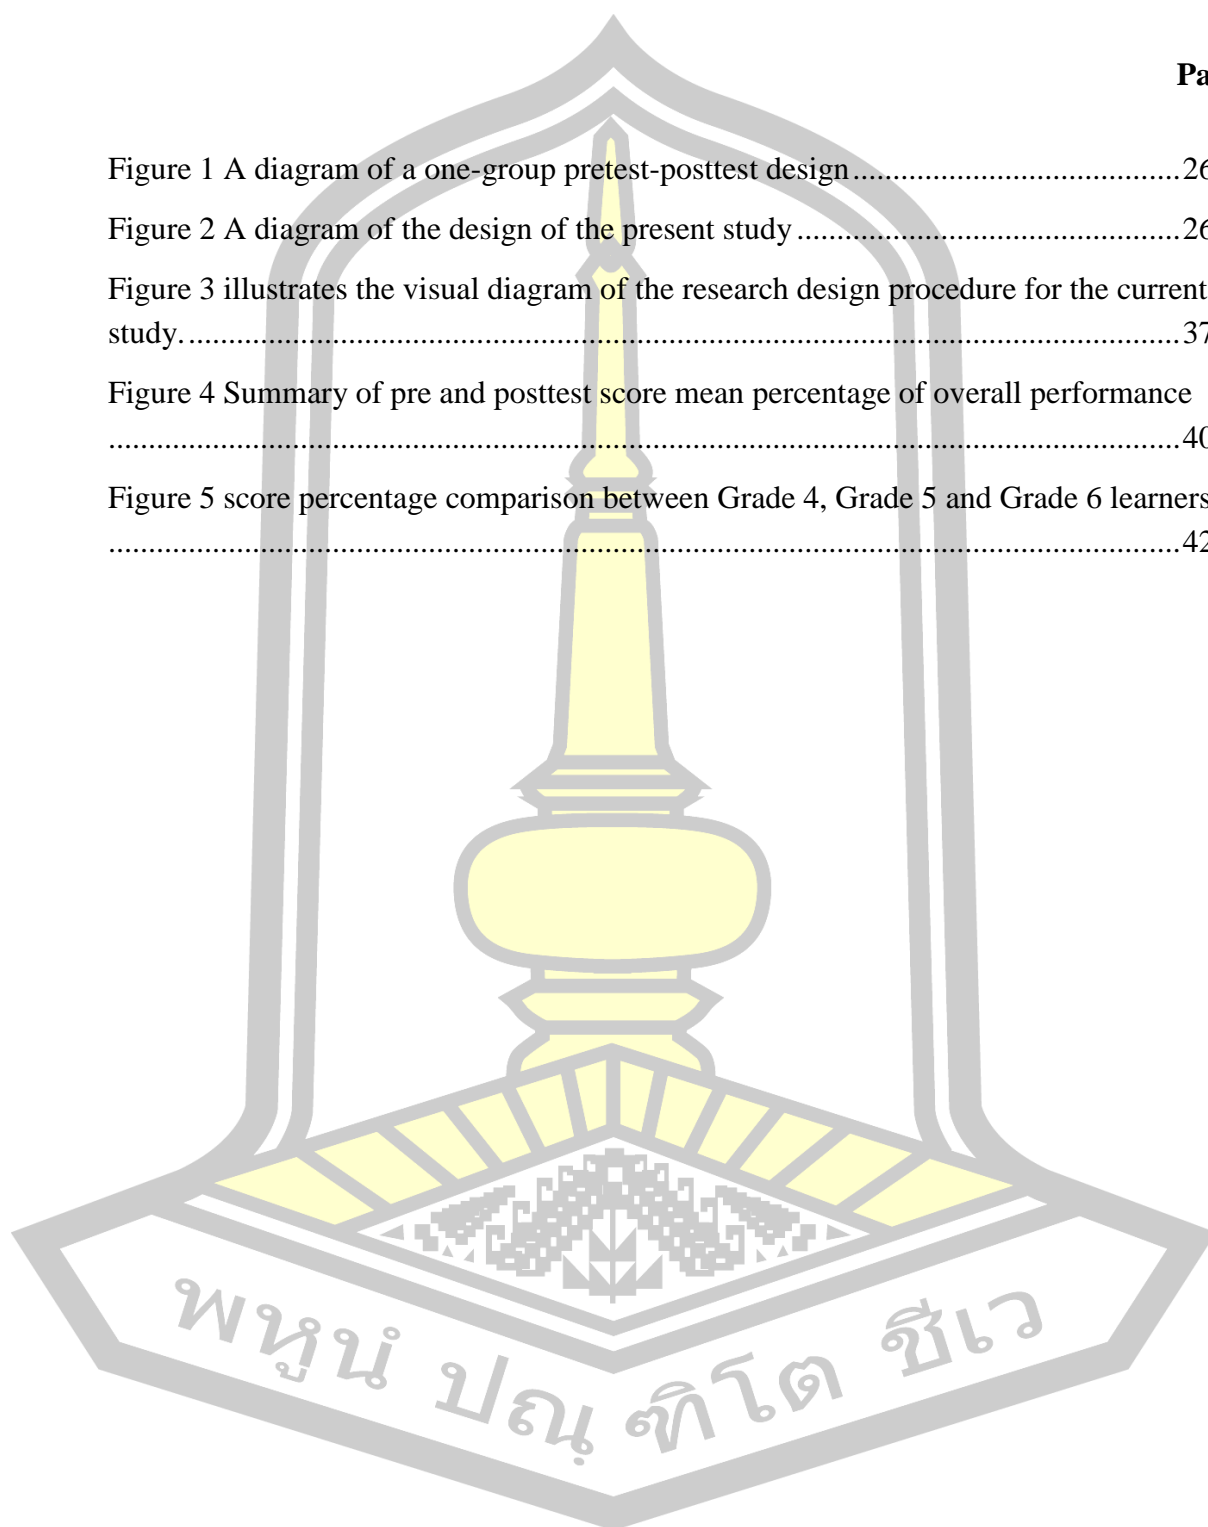 Pa
Figure 1 A diagram of a one-group pretest-posttest design.........................................26
Figure 2 A diagram of the design of the present study................................................26
Figure 3 illustrates the visual diagram of the research design procedure for the current
study.............................................................................................................................37
Figure 4 Summary of pre and posttest score mean percentage of overall performance
......................................................................................................................................40
Figure 5 score percentage comparison between Grade 4, Grade 5 and Grade 6 learners
......................................................................................................................................42
พหูนํ ปณฺฑิโต ชีเว